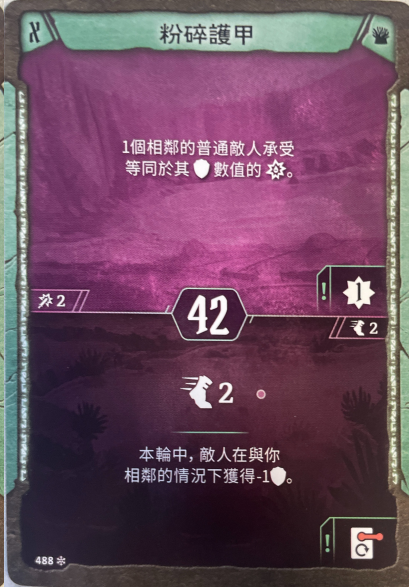 א
粉碎護甲
1個相鄰的普通敵人承受
等同於其 數值的 。
1
2
42
2
2
本輪中，敵人在與你
相鄰的情況下獲得-1 。
488